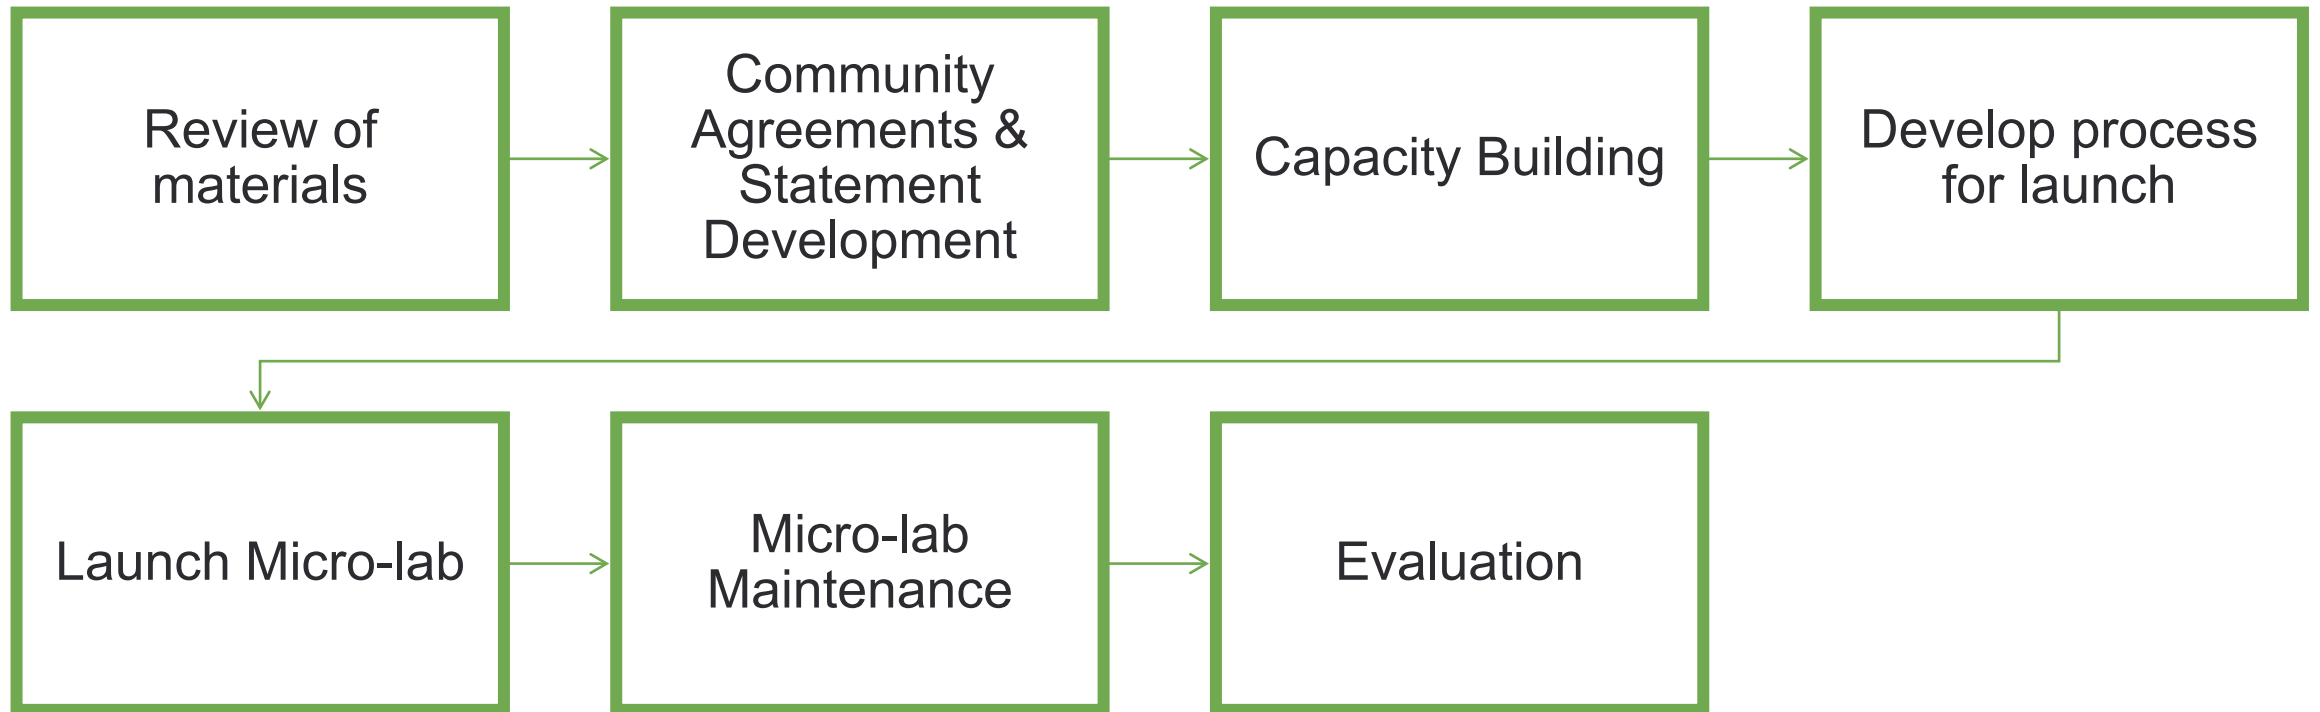 Review of
materials
Community
Agreements &
Statement
Development
Capacity Building
Develop process
for launch
Launch Micro-lab
Micro-lab
Maintenance
Evaluation